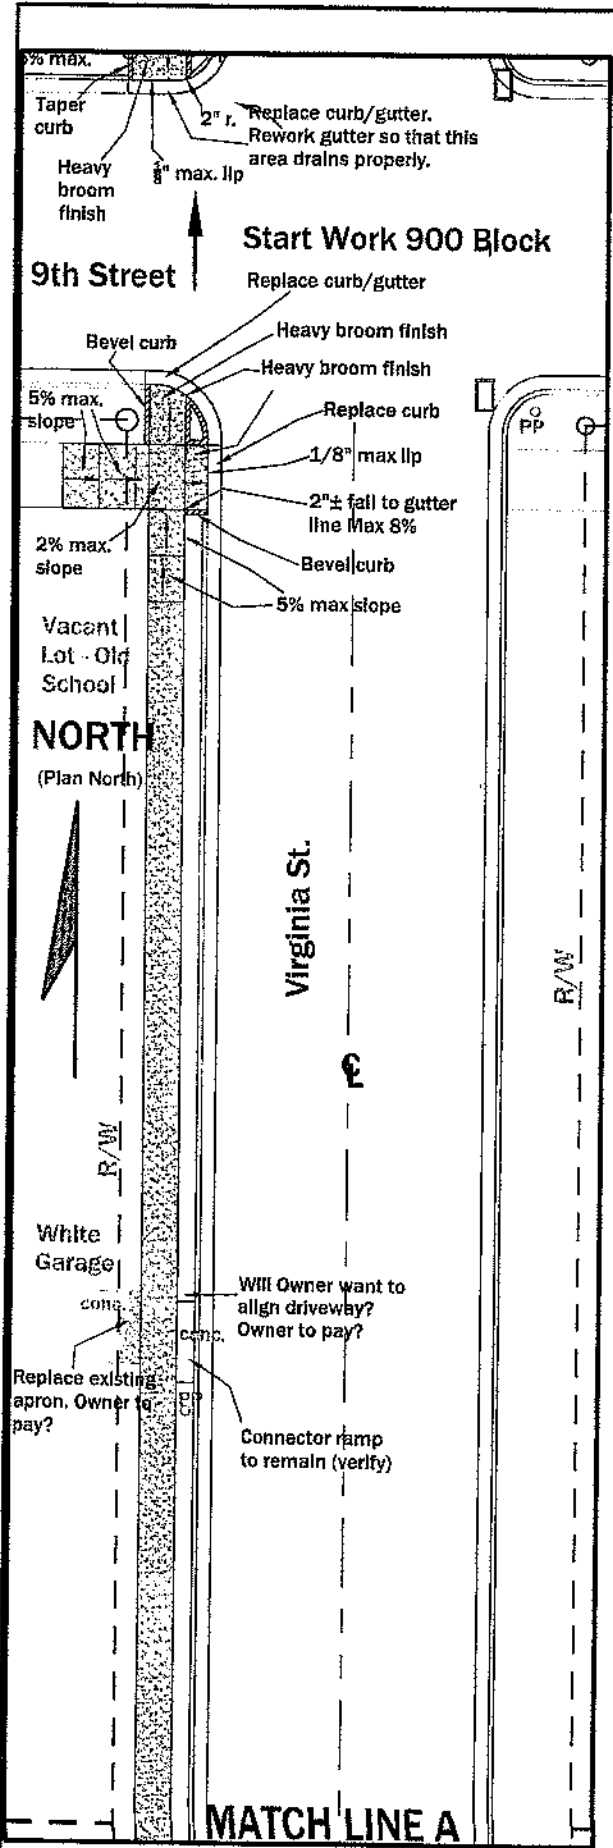 5% max.
Taper
curb
2" r.
Replace curb/gutter.
Rework gutter so that this
area drains properly.
Heavy
broom
finish
1/8" max. lip
Start Work 900 Block
9th Street
Replace curb/gutter
Heavy broom finish
Bevel curb
Heavy broom finish
5% max.
slope
Replace curb
PP
1/8" max lip
2"± fall to gutter
line Max 8%
2% max.
slope
Bevel curb
5% max slope
Vacant
Lot - Old
School
NORTH
(Plan North)
Virginia St.
R/W
℄
R/W
White
Garage
conc.
Will Owner want to
align driveway?
Owner to pay?
conc.
Replace existing
apron. Owner to
pay?
PP
Connector ramp
to remain (verify)
MATCH LINE A